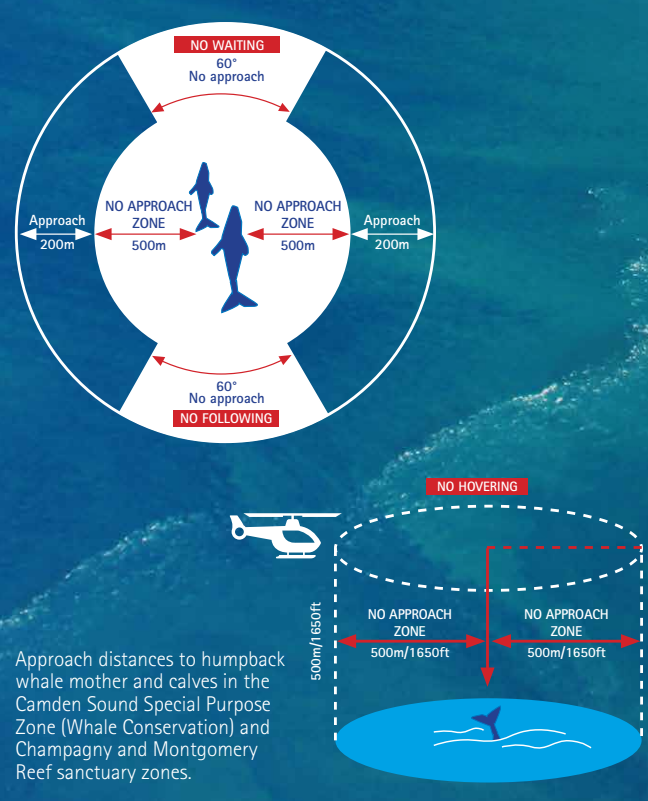 NO WAITING
60°
No approach
NO APPROACH
ZONE
500m
NO APPROACH
ZONE
500m
Approach
200m
Approach
200m
60°
No approach
NO FOLLOWING
NO HOVERING
500m/1650ft
NO APPROACH
ZONE
500m/1650ft
NO APPROACH
ZONE
500m/1650ft
Approach distances to humpback
whale mother and calves in the
Camden Sound Special Purpose
Zone (Whale Conservation) and
Champagny and Montgomery
Reef sanctuary zones.